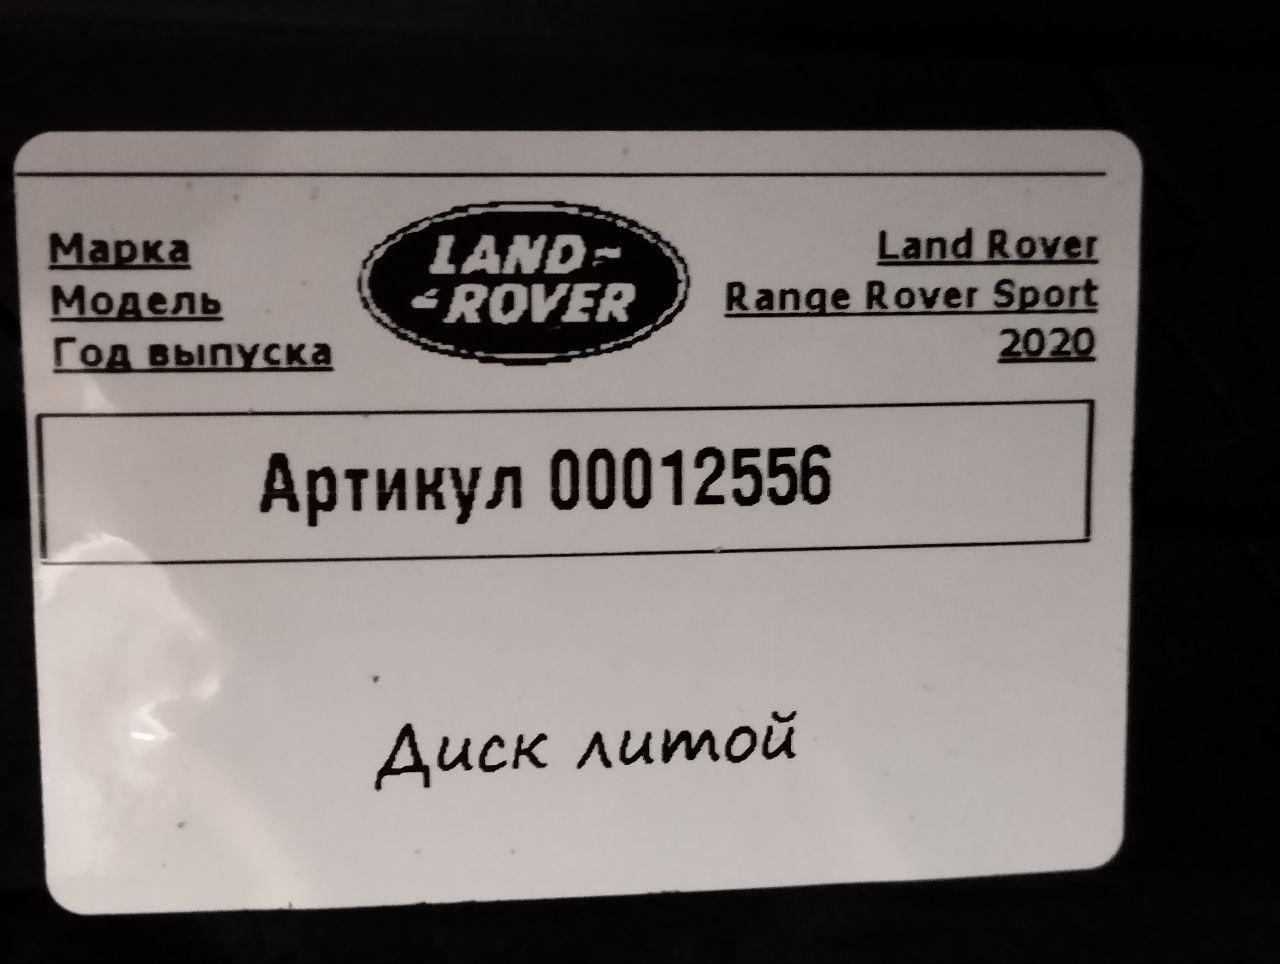 Марка
Модель
Год выпуска
LAND-
-ROVER
Land Rover
Range Rover Sport
2020
Артикул 00012556
Диск литой